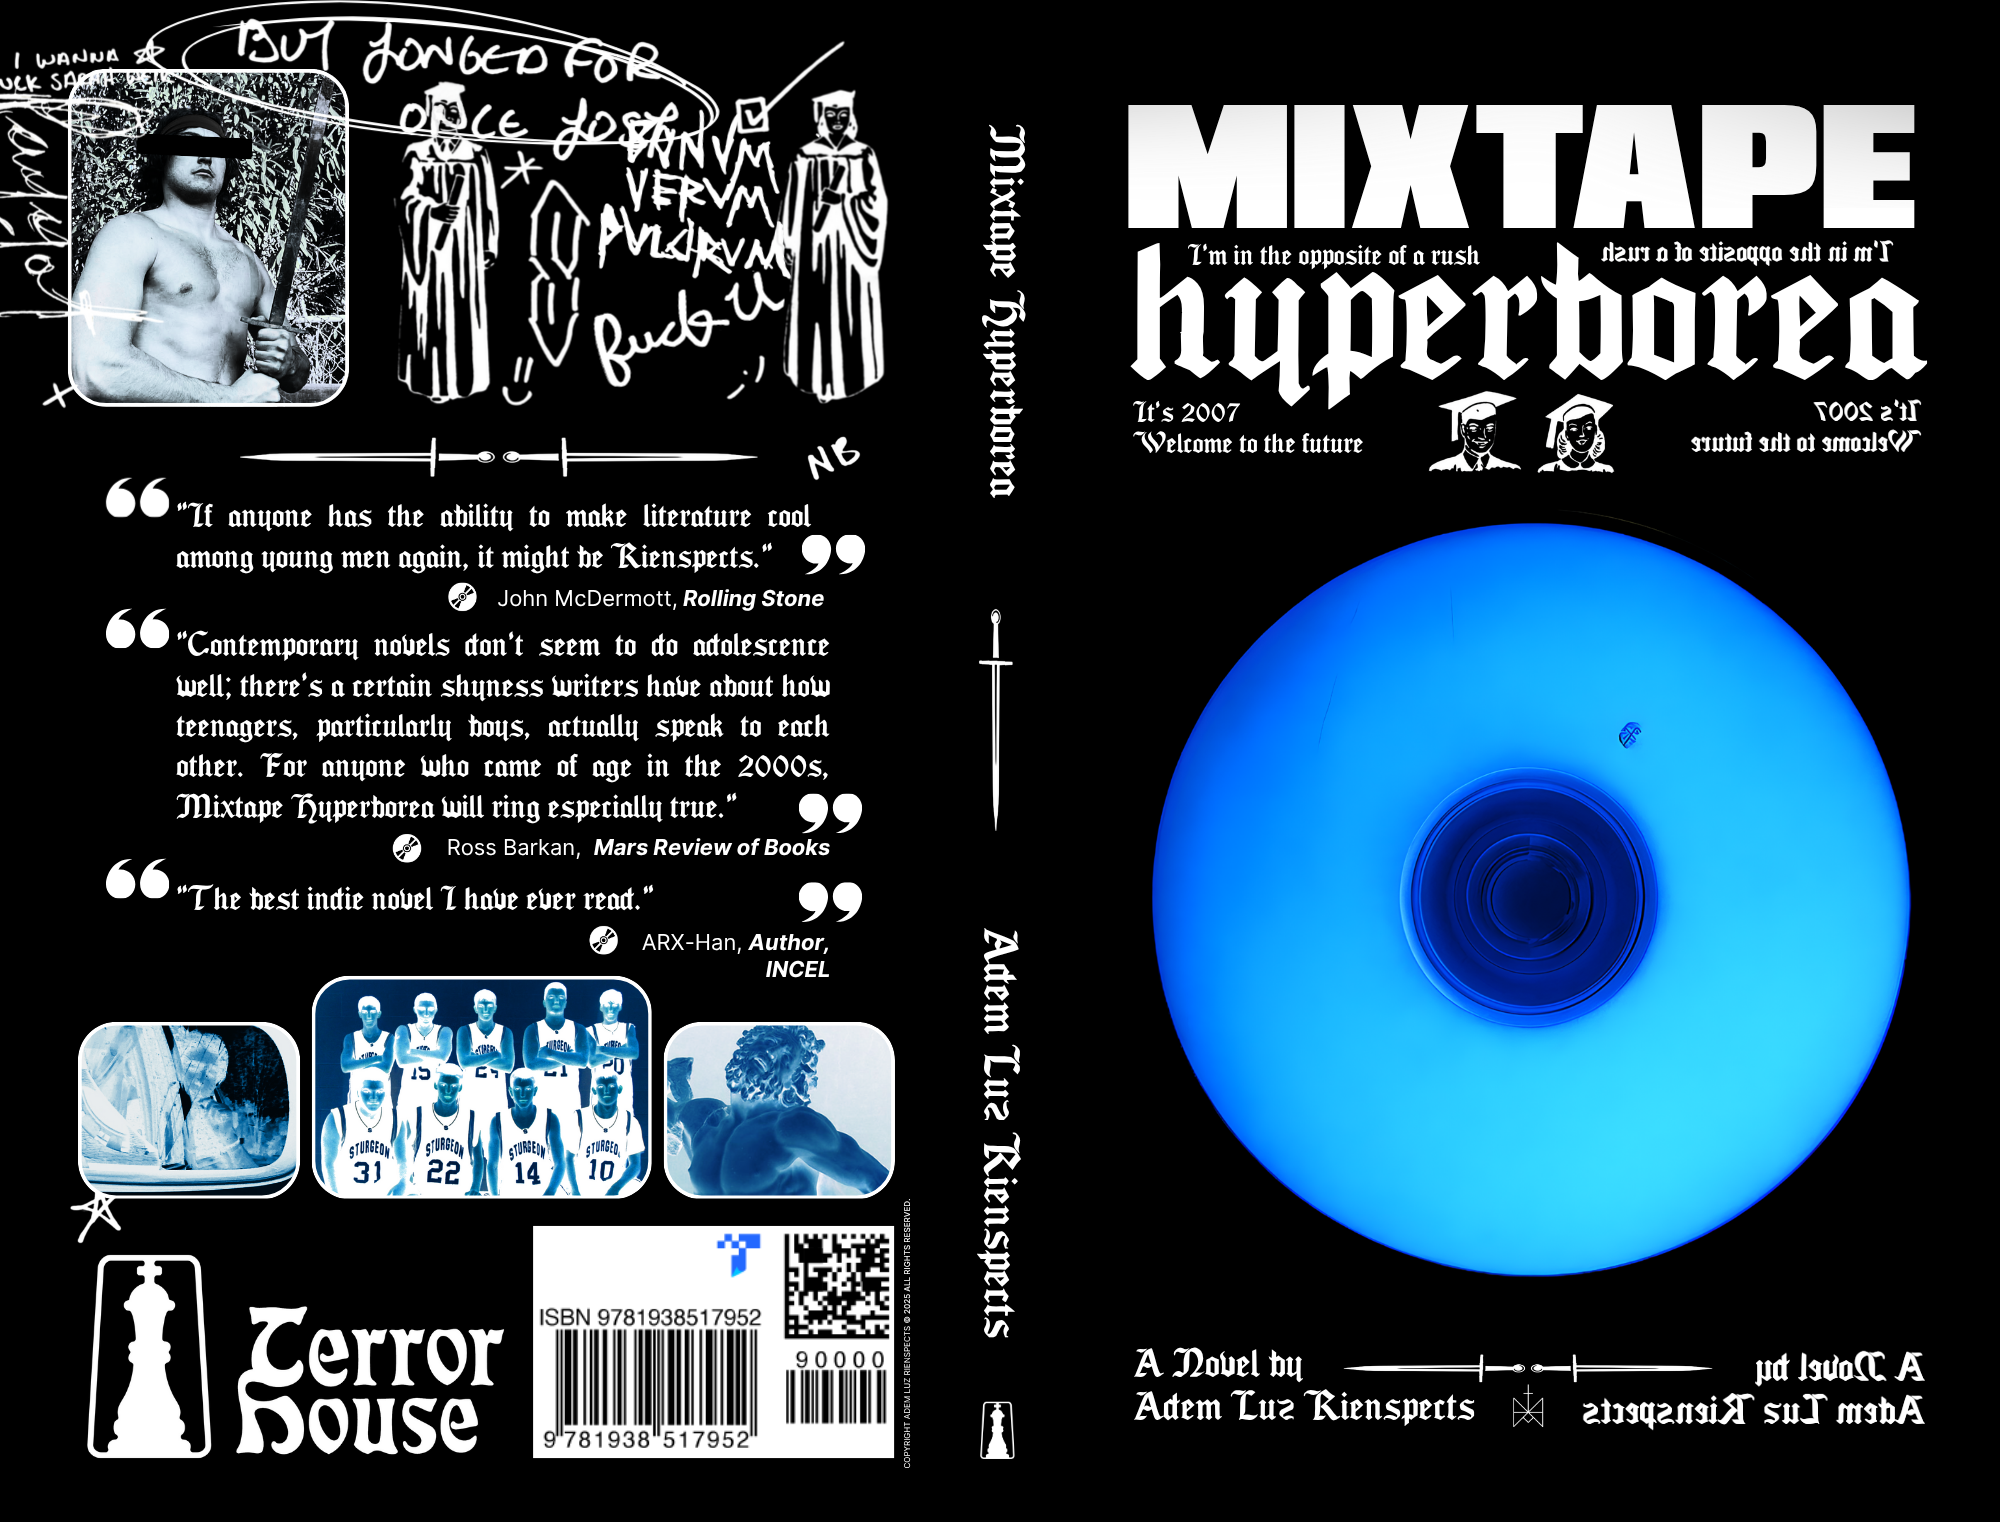 BUT LONGED FOR
ONCE LOST
I WANNA
VERVM
NB
"If anyone has the ability to make literature cool
among young men again, it might be Rienspects."
John McDermott, Rolling Stone
"Contemporary novels don't seem to do adolescence
well; there's a certain shyness writers have about how
teenagers, particularly boys, actually speak to each
other. For anyone who came of age in the 2000s,
Mixtape Hyperborea will ring especially true."
Ross Barkan, Mars Review of Books
"The best indie novel I have ever read."
ARX-Han, Author,
INCEL
15 24 21 20
STURGEON STURGEON STURGEON STURGEON
31 22 14 10
Terror
House
ISBN 9781938517952
90000
9 781938 517952
COPYRIGHT ADEM LUZ RIENSPECTS © 2025 ALL RIGHTS RESERVED.
Mixtape Hyperborea
Adem Luz Rienspects
MIXTAPE
I'm in the opposite of a rush I'm in the opposite of a rush
hyperborea
It's 2007 It's 2007
Welcome to the future Welcome to the future
A Novel by A Novel by
Adem Luz Rienspects Adem Luz Rienspects